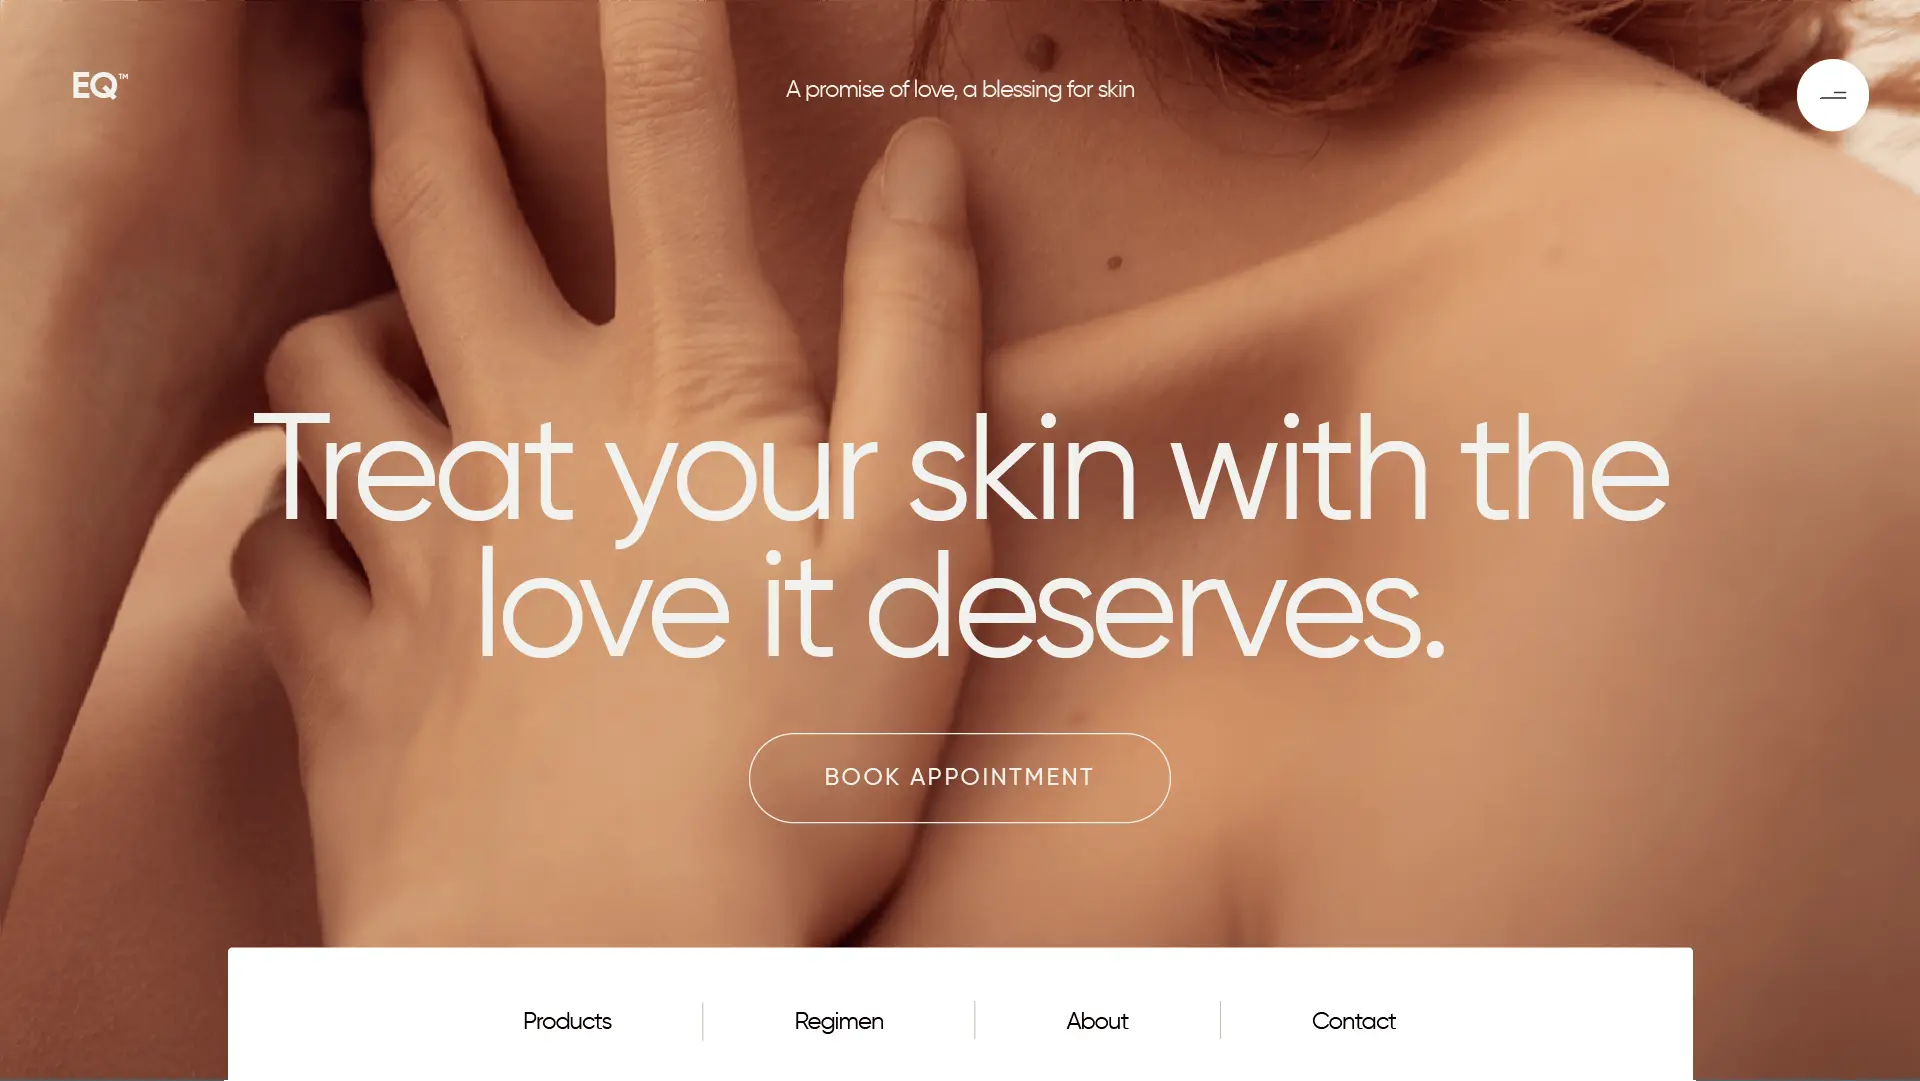 EQ™
A promise of love, a blessing for skin
Treat your skin with the
love it deserves.
BOOK APPOINTMENT
Products
Regimen
About
Contact